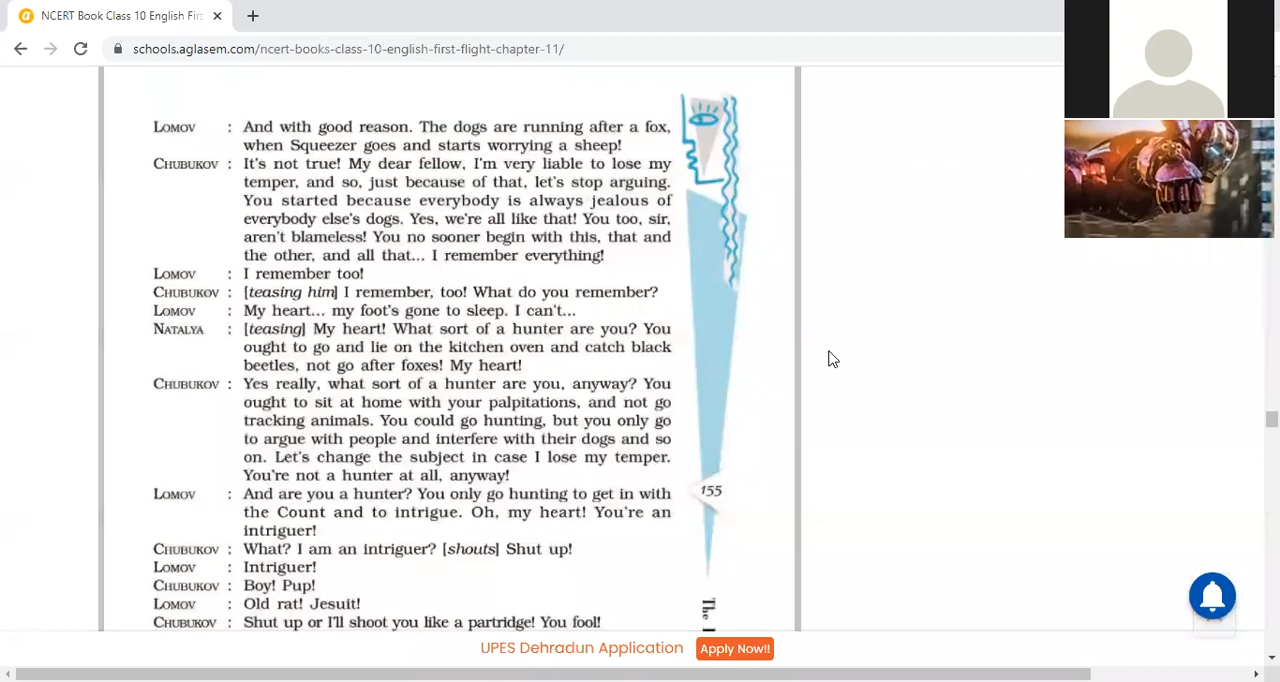 NCERT Book Class 10 English Firs
schools.aglasem.com/ncert-books-class-10-english-first-flight-chapter-11/
LOMOV : And with good reason. The dogs are running after a fox,
when Squeezer goes and starts worrying a sheep!
CHUBUKOV : It's not true! My dear fellow, I'm very liable to lose my
temper, and so, just because of that, let's stop arguing.
You started because everybody is always jealous of
everybody else's dogs. Yes, we're all like that! You too, sir,
aren't blameless! You no sooner begin with this, that and
the other, and all that... I remember everything!
LOMOV : I remember too!
CHUBUKOV : [teasing him] I remember, too! What do you remember?
LOMOV : My heart... my foot's gone to sleep. I can't...
NATALYA : [teasing] My heart! What sort of a hunter are you? You
ought to go and lie on the kitchen oven and catch black
beetles, not go after foxes! My heart!
CHUBUKOV : Yes really, what sort of a hunter are you, anyway? You
ought to sit at home with your palpitations, and not go
tracking animals. You could go hunting, but you only go
to argue with people and interfere with their dogs and so
on. Let's change the subject in case I lose my temper.
You're not a hunter at all, anyway!
LOMOV : And are you a hunter? You only go hunting to get in with
the Count and to intrigue. Oh, my heart! You're an
intriguer!
CHUBUKOV : What? I am an intriguer? [shouts] Shut up!
LOMOV : Intriguer!
CHUBUKOV : Boy! Pup!
LOMOV : Old rat! Jesuit!
CHUBUKOV : Shut up or I'll shoot you like a partridge! You fool!
155
The
UPES Dehradun Application
Apply Now!!